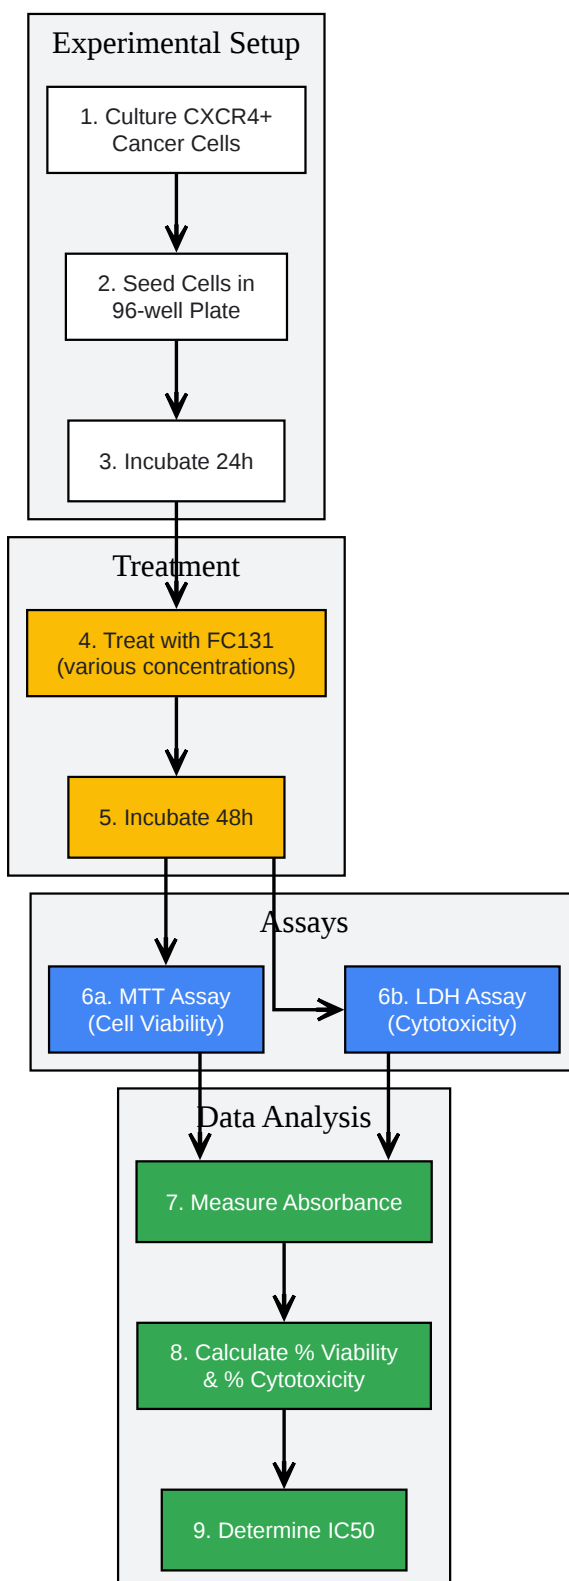 Experimental Setup
1. Culture CXCR4+
Cancer Cells
2. Seed Cells in
96-well Plate
3. Incubate 24h
Treatment
4. Treat with FC131
(various concentrations)
5. Incubate 48h
Assays
6a. MTT Assay
(Cell Viability)
6b. LDH Assay
(Cytotoxicity)
Data Analysis
7. Measure Absorbance
8. Calculate % Viability
& % Cytotoxicity
9. Determine IC50